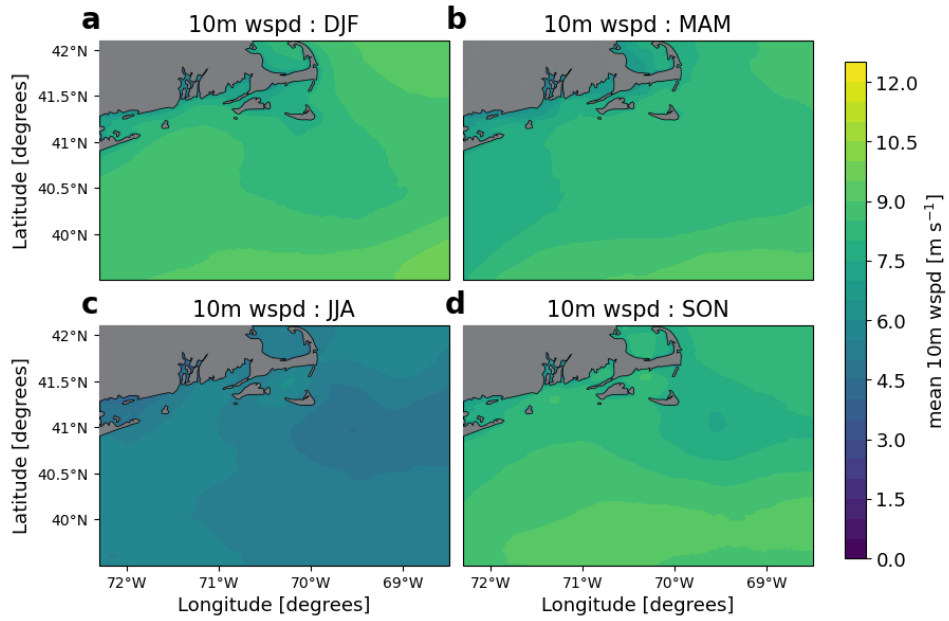 a
10m wspd : DJF
b
10m wspd : MAM
42°N
41.5°N
41°N
40.5°N
40°N
Latitude [degrees]
c
10m wspd : JJA
d
10m wspd : SON
42°N
41.5°N
41°N
40.5°N
40°N
Latitude [degrees]
72°W
71°W
70°W
69°W
Longitude [degrees]
72°W
71°W
70°W
69°W
Longitude [degrees]
12.0
10.5
9.0
7.5
6.0
4.5
3.0
1.5
0.0
mean 10m wspd [m s⁻¹]